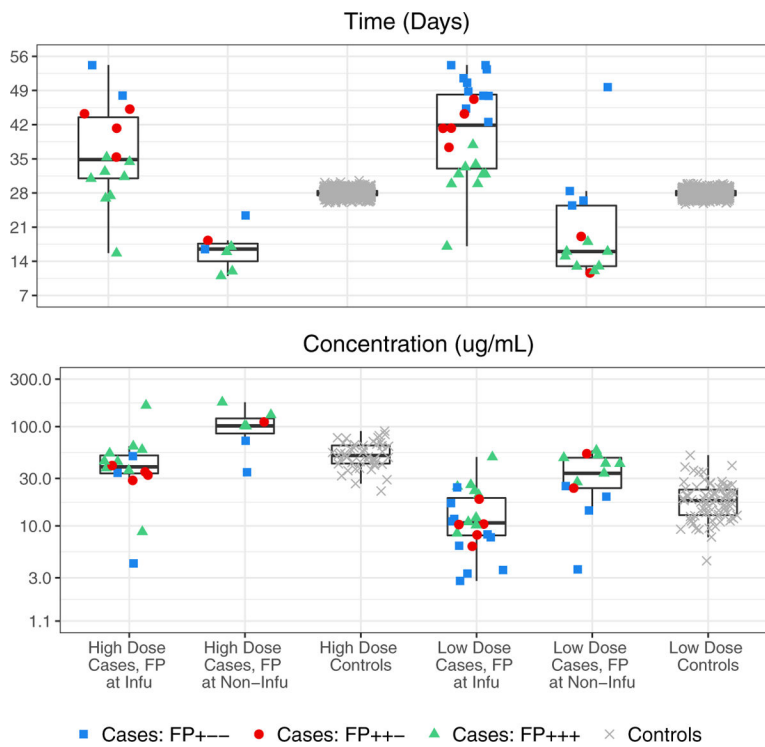 Time (Days)
56
49
42
35
28
21
14
7
Concentration (ug/mL)
300.0
100.0
30.0
10.0
3.0
1.1
High Dose
Cases, FP
at Infu
High Dose
Cases, FP
at Non−Infu
High Dose
Controls
Low Dose
Cases, FP
at Infu
Low Dose
Cases, FP
at Non−Infu
Low Dose
Controls
Cases: FP+−− Cases: FP++− Cases: FP+++ Controls